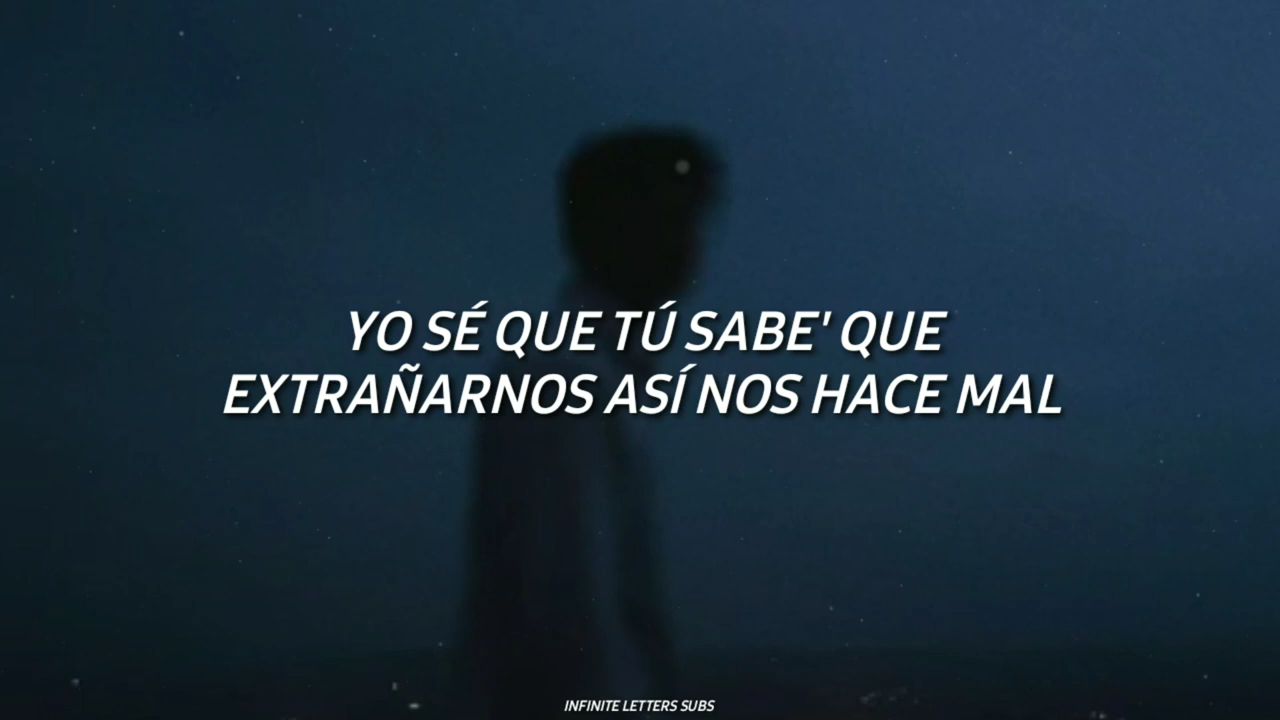 YO SÉ QUE TÚ SABE' QUE
EXTRAÑARNOS ASÍ NOS HACE MAL
INFINITE LETTERS SUBS